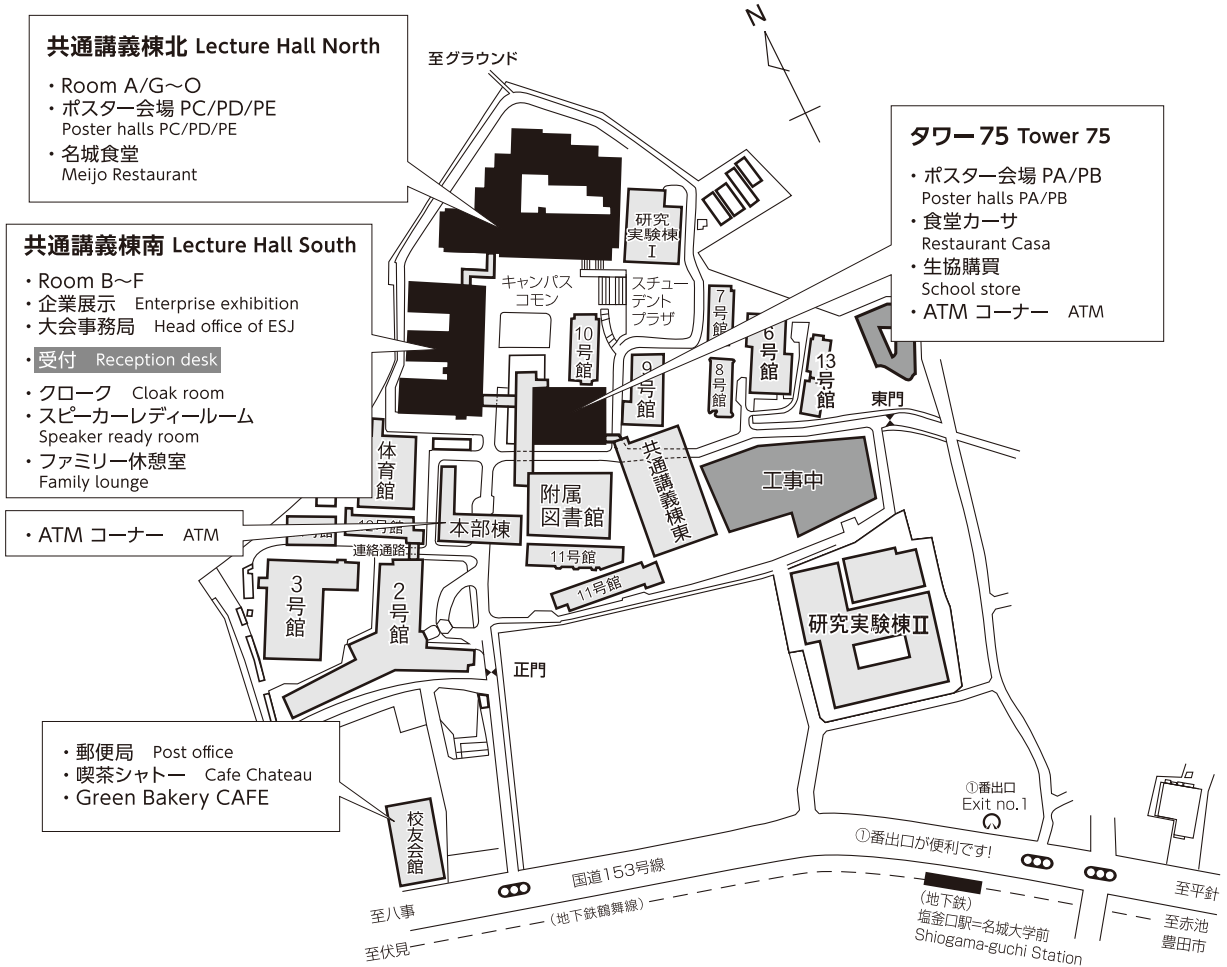 共通講義棟北 Lecture Hall North
・Room A/G～O
・ポスター会場 PC/PD/PE
Poster halls PC/PD/PE
・名城食堂
Meijo Restaurant
至グラウンド
N
タワー75 Tower 75
・ポスター会場 PA/PB
Poster halls PA/PB
・食堂カーサ
Restaurant Casa
・生協購買
School store
・ATM コーナー ATM
共通講義棟南 Lecture Hall South
・Room B～F
・企業展示 Enterprise exhibition
・大会事務局 Head office of ESJ
・受付 Reception desk
・クローク Cloak room
・スピーカーレディールーム
Speaker ready room
・ファミリー休憩室
Family lounge
・ATM コーナー ATM
研究
実験棟
I
キャンパス
コモン
スチュー
デント
プラザ
10号館
9号館
7号館
8号館
6号館
13号館
東門
体育館
本部棟
附属
図書館
共通講義棟東
工事中
号館
連絡通路
11号館
11号館
3号館
2号館
研究実験棟Ⅱ
正門
・郵便局 Post office
・喫茶シャトー Cafe Chateau
・Green Bakery CAFE
校友会館
①番出口
Exit no.1
①番出口が便利です!
国道153号線
至八事
至平針
(地下鉄鶴舞線)
至伏見
(地下鉄)
塩釜口駅=名城大学前
Shiogama-guchi Station
至赤池
豊田市